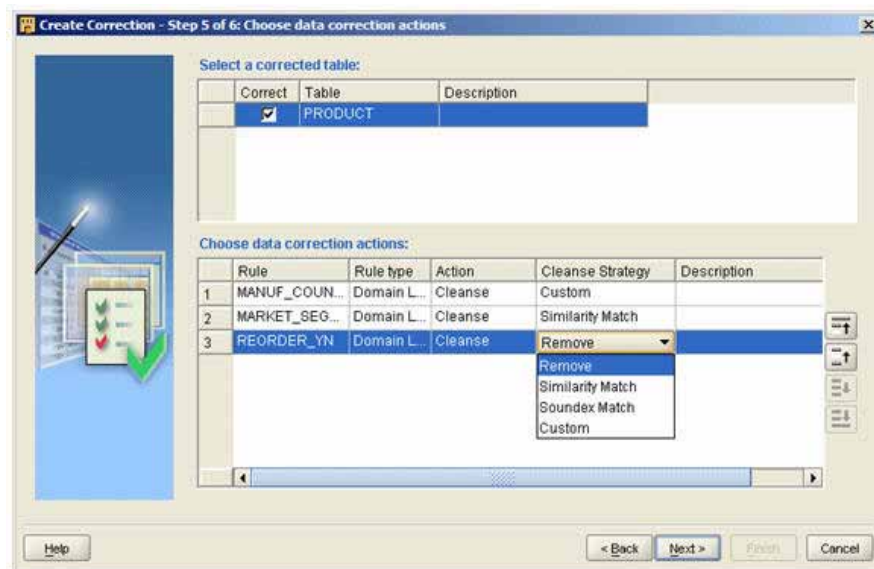 Create Correction - Step 5 of 6: Choose data correction actions
Select a corrected table:
Correct Table Description
PRODUCT
Choose data correction actions:
Rule Rule type Action Cleanse Strategy Description
1 MANUF_COUN... Domain L... Cleanse Custom
2 MARKET_SEG... Domain L... Cleanse Similarity Match
3 REORDER_YN Domain L... Cleanse Remove
Remove
Similarity Match
Soundex Match
Custom
Help < Back Next > Finish Cancel